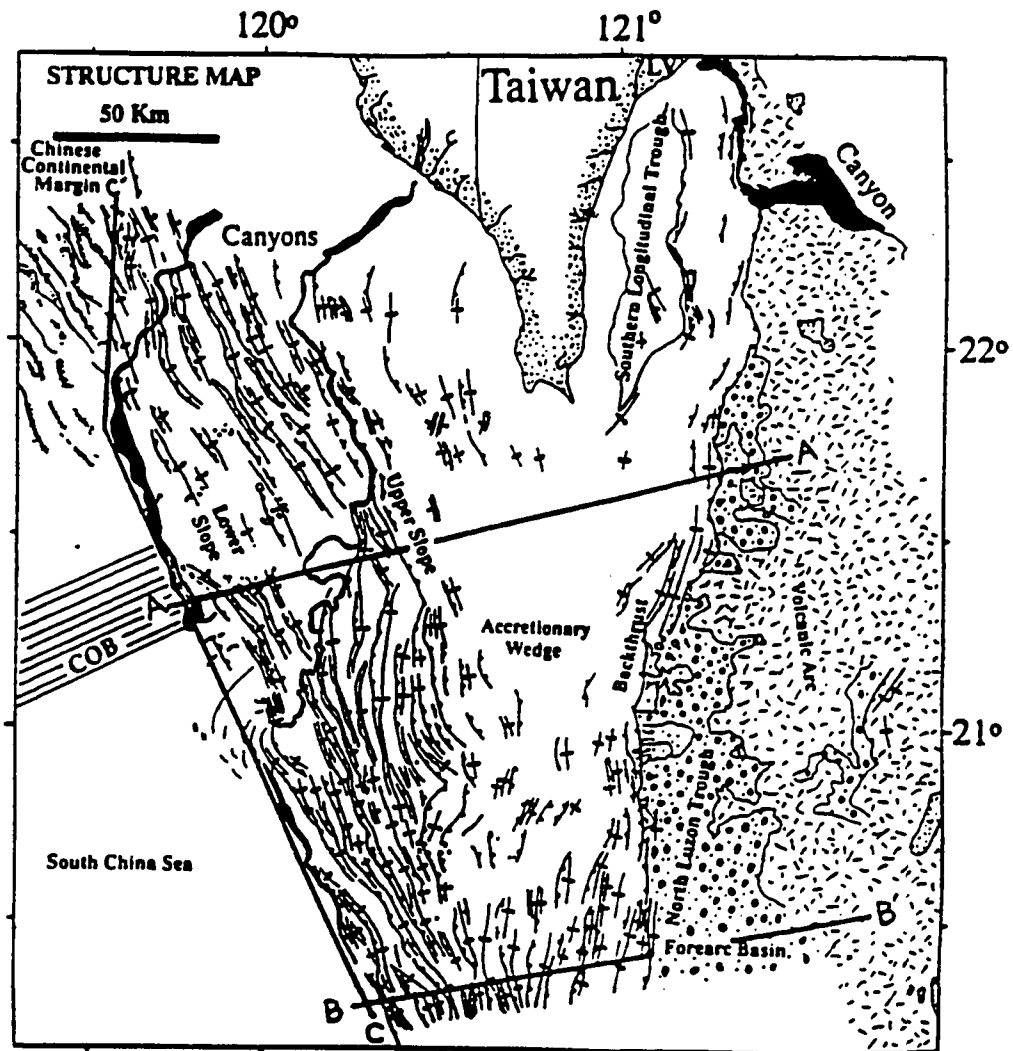 120°
121°
STRUCTURE MAP
50 Km
Taiwan
LV
Chinese
Continental
Margin C'
Canyons
Southern Longitudinal Trough
Canyon
22°
A
Upper Slope
Lower
Slope
A
COB
Accretionary
Wedge
Backthrust
Volcanic Arc
21°
North Luzon Trough
South China Sea
B
Forearc Basin
B
C